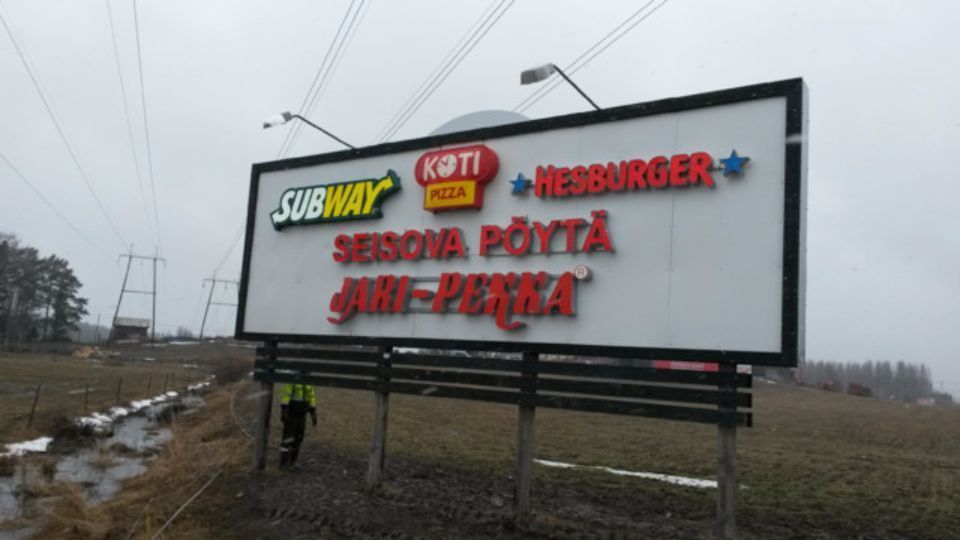 SUBWAY
KOTI
PIZZA
HESBURGER
SEISOVA PÖYTÄ
JARI-PEKKA®